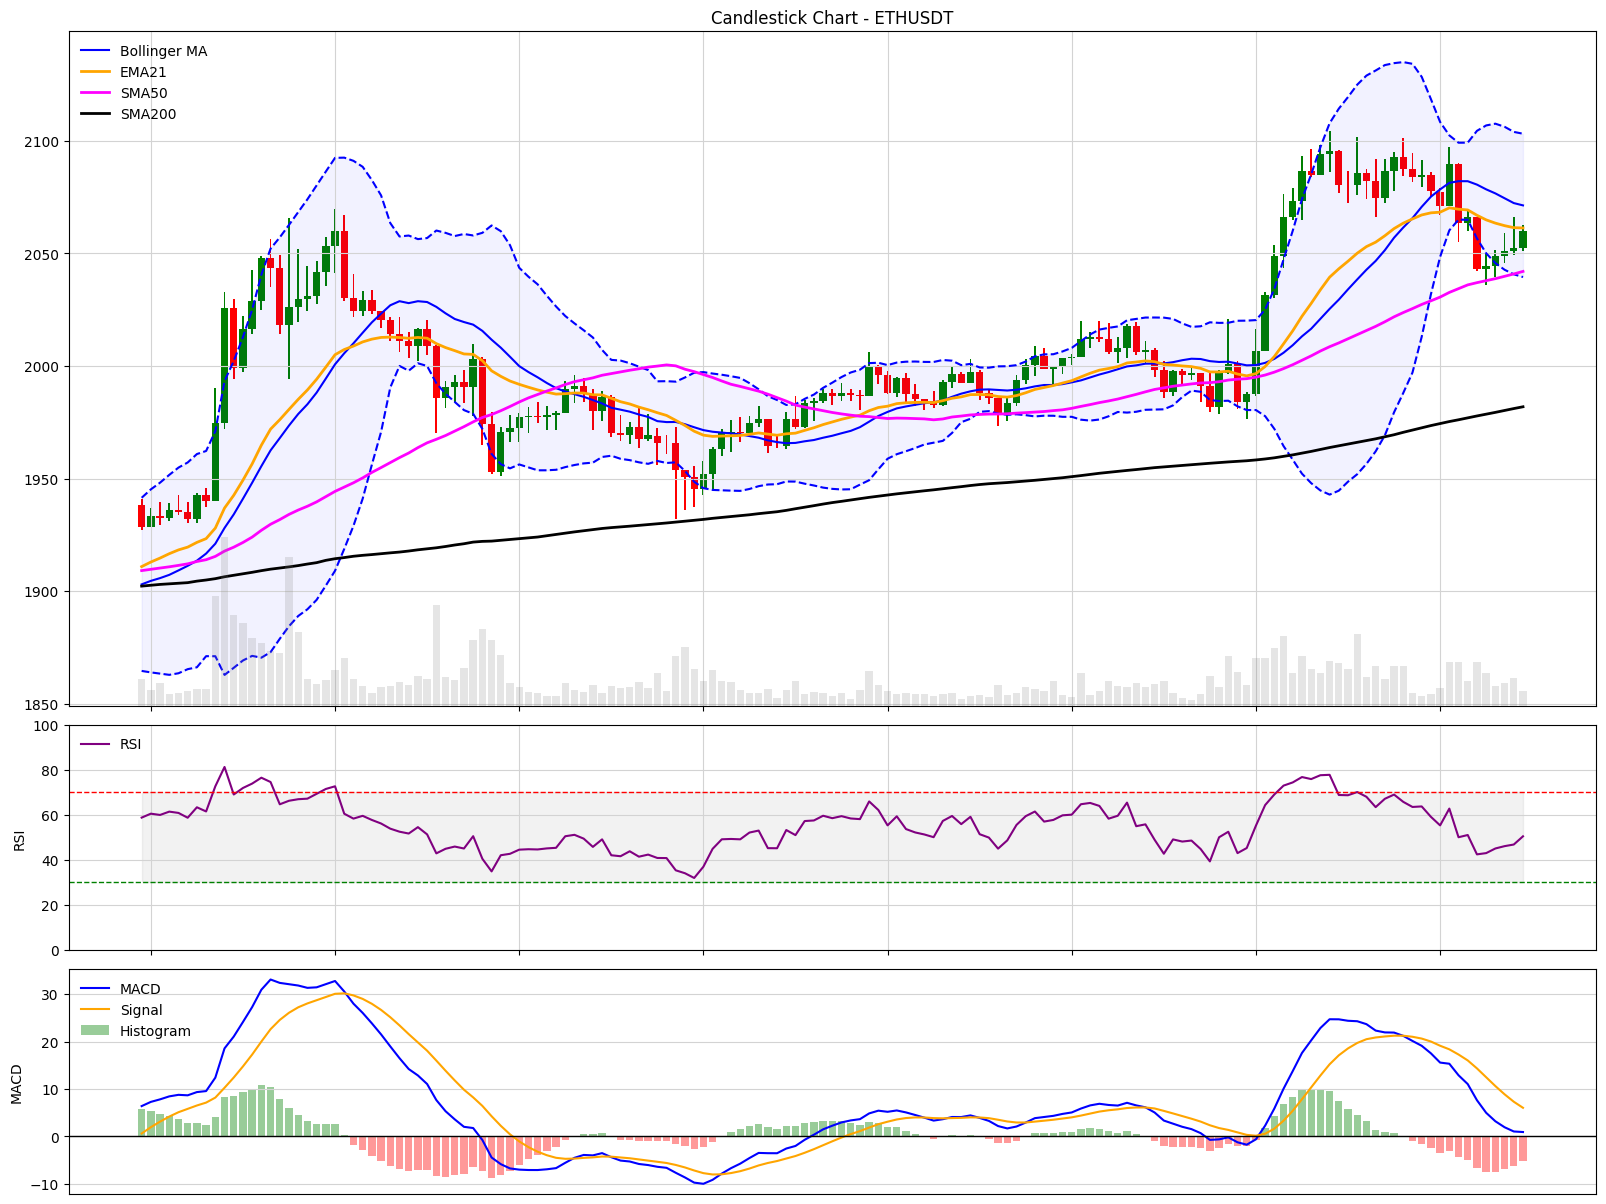 Candlestick Chart - ETHUSDT
Bollinger MA
EMA21
SMA50
SMA200
2100
2050
2000
1950
1900
1850
100
RSI
80
60
40
20
0
RSI
MACD
Signal
Histogram
30
20
10
0
−10
MACD